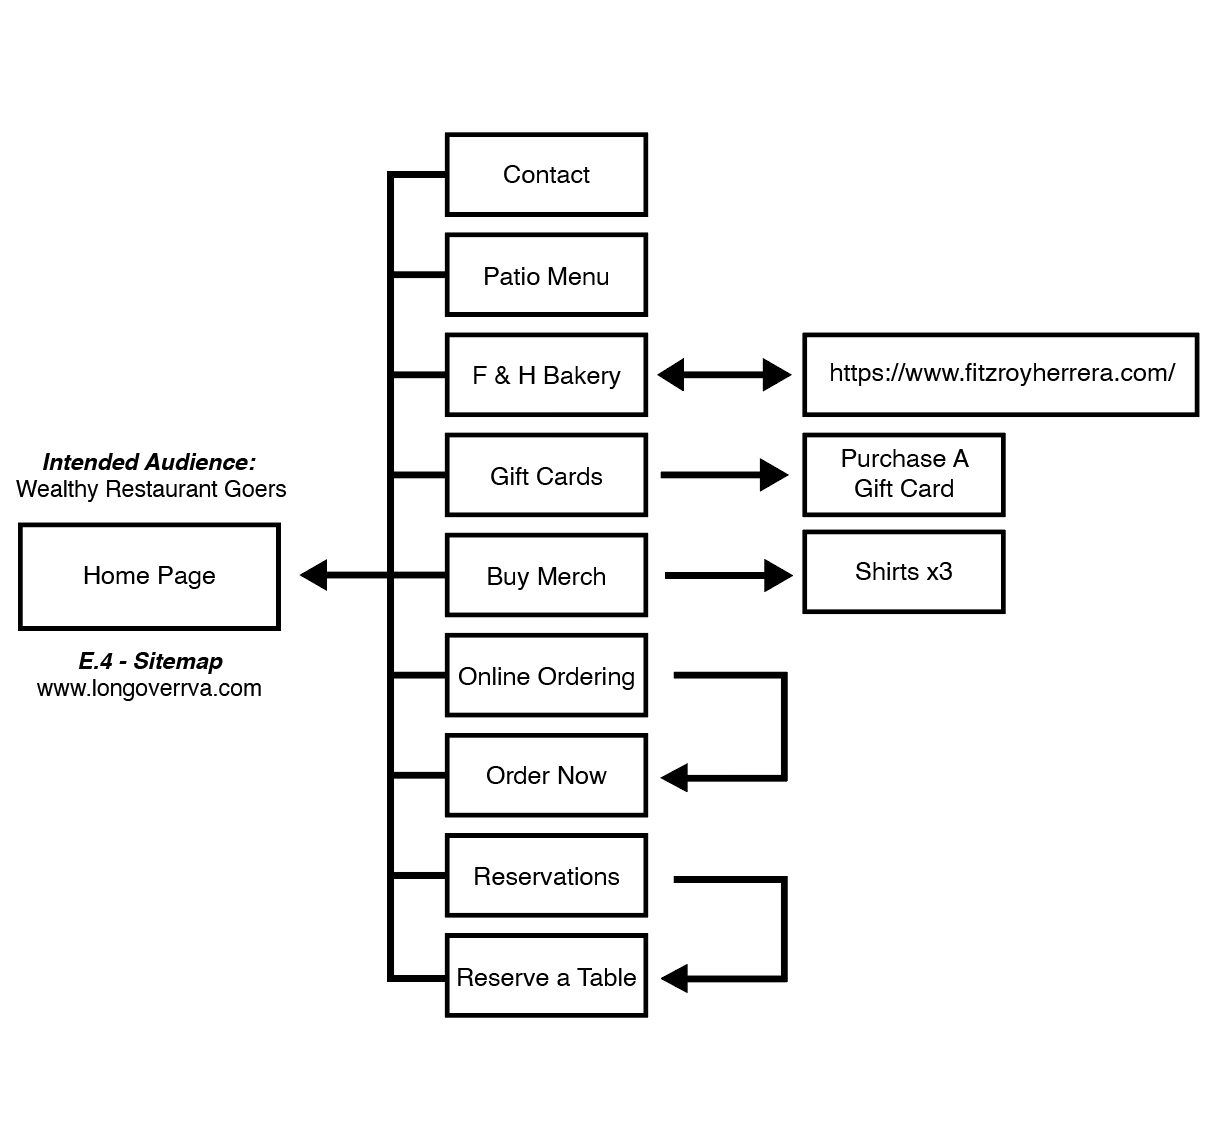 Contact
Patio Menu
F & H Bakery
https://www.fitzroyherrera.com/
Intended Audience:
Wealthy Restaurant Goers
Gift Cards
Purchase A
Gift Card
Home Page
Buy Merch
Shirts x3
E.4 - Sitemap
www.longoverrva.com
Online Ordering
Order Now
Reservations
Reserve a Table